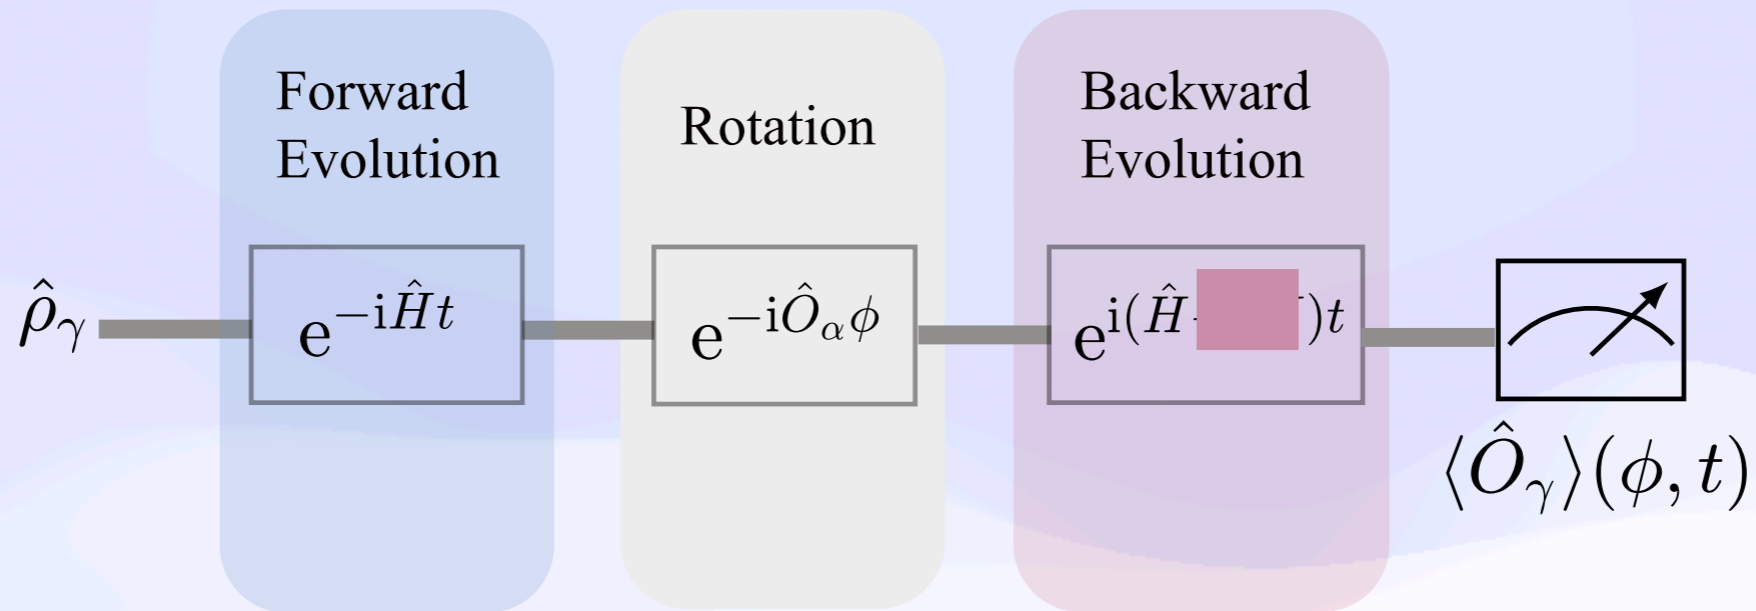 Forward
Evolution
Rotation
Backward
Evolution
ρ̂_γ
e^{−iĤt}
e^{−iÔ_αϕ}
e^{i(Ĥ )t}
⟨Ô_γ⟩(ϕ, t)